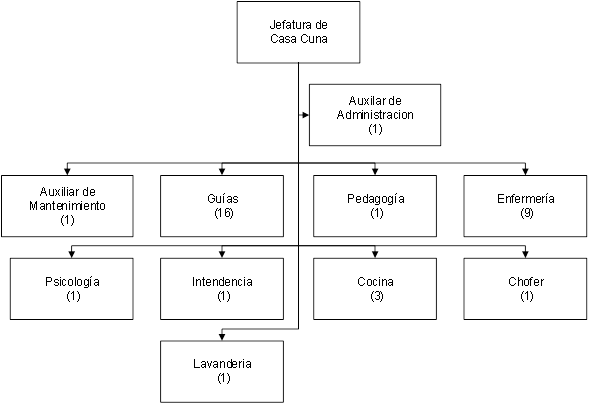 Jefatura de
Casa Cuna
Auxilar de
Administracion
(1)
Auxiliar de
Mantenimiento
(1)
Guías
(16)
Pedagogía
(1)
Enfermería
(9)
Psicología
(1)
Intendencia
(1)
Cocina
(3)
Chofer
(1)
Lavanderia
(1)